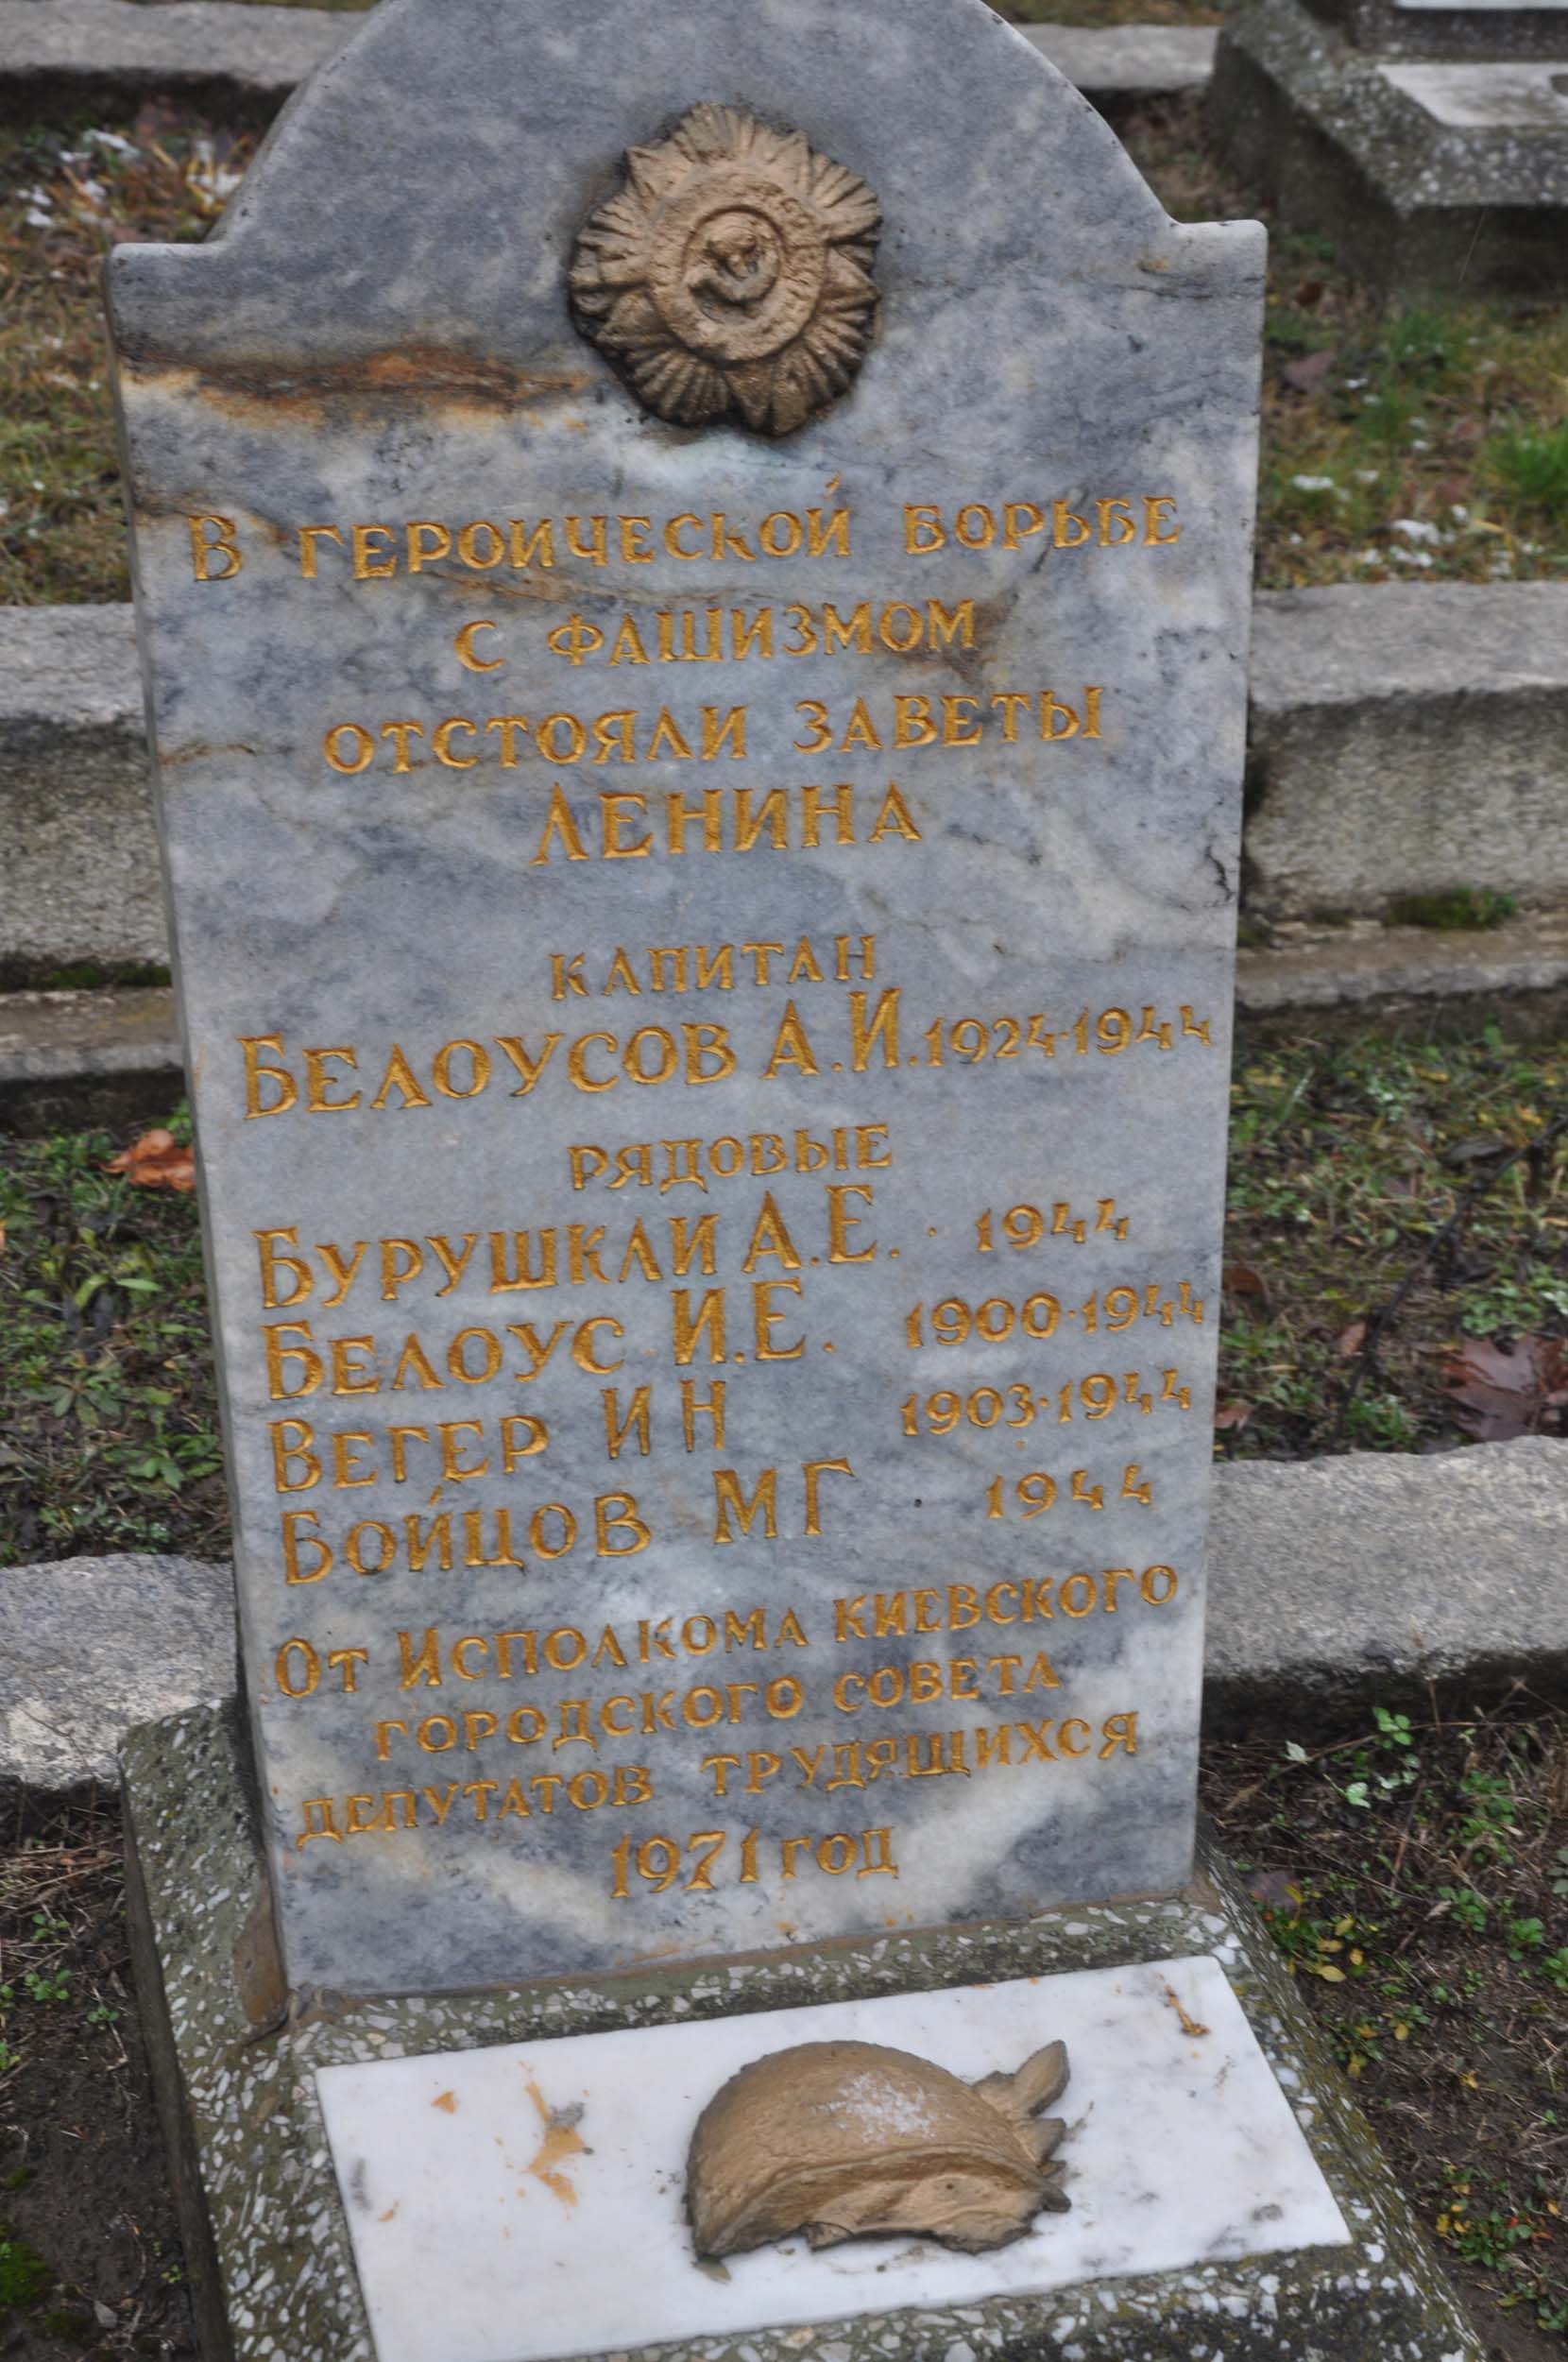 В ГЕРОИЧЕСКОЙ БОРЬБЕ
С ФАШИЗМОМ
ОТСТОЯЛИ ЗАВЕТЫ
ЛЕНИНА
КАПИТАН
БЕЛОУСОВ А.И. 1924-1944
РЯДОВЫЕ
БУРУШКЛИ А.Е. · 1944
БЕЛОУС И.Е. 1900-1944
ВЕГЕР И Н 1903-1944
БОЙЦОВ М Г 1944
ОТ ИСПОЛКОМА КИЕВСКОГО
ГОРОДСКОГО СОВЕТА
ДЕПУТАТОВ ТРУДЯЩИХСЯ
1971 ГОД